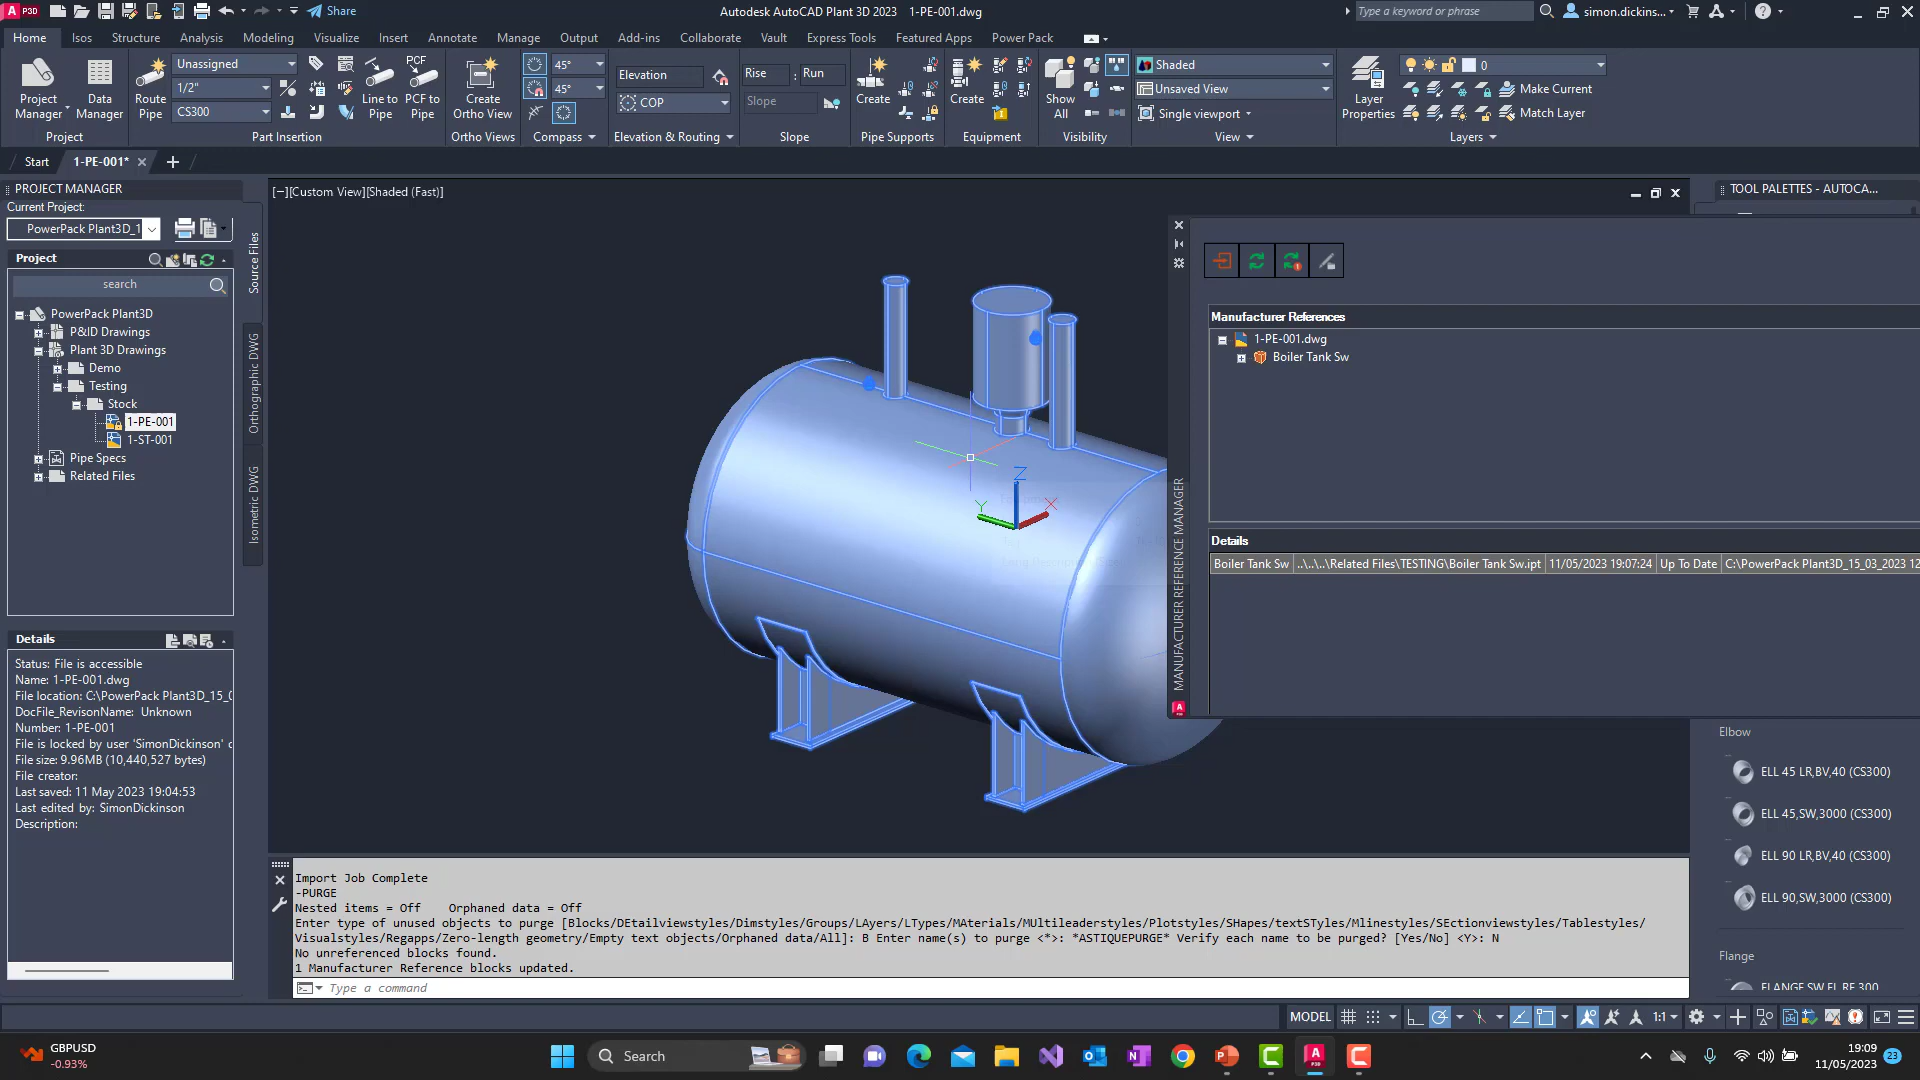 A P3D
Share
Autodesk AutoCAD Plant 3D 2023 1-PE-001.dwg
Type a keyword or phrase
simon.dickins...
Home Isos Structure Analysis Modeling Visualize Insert Annotate Manage Output Add-ins Collaborate Vault Express Tools Featured Apps Power Pack
Project Manager
Data Manager
Project
Route Pipe
Unassigned
1/2"
CS300
Line to Pipe
PCF
PCF to Pipe
Part Insertion
Create Ortho View
Ortho Views
45°
45°
Compass
Elevation
COP
Elevation & Routing
Rise : Run
Slope
Slope
Create
Pipe Supports
Create
Equipment
Show All
Visibility
Shaded
Unsaved View
Single viewport
View
Layer Properties
0
Make Current
Match Layer
Layers
Start
1-PE-001*
PROJECT MANAGER
Current Project:
PowerPack Plant3D_1
Project
search
PowerPack Plant3D
P&ID Drawings
Plant 3D Drawings
Demo
Testing
Stock
1-PE-001
1-ST-001
Pipe Specs
Related Files
Source Files
Orthographic DWG
Isometric DWG
Details
Status: File is accessible
Name: 1-PE-001.dwg
File location: C:\PowerPack Plant3D_15_0
DocFile_RevisonName: Unknown
Number: 1-PE-001
File is locked by user 'SimonDickinson' c
File size: 9.96MB (10,440,527 bytes)
File creator:
Last saved: 11 May 2023 19:04:53
Last edited by: SimonDickinson
Description:
[−][Custom View][Shaded (Fast)]
Z
Y
X
MANUFACTURER REFERENCE MANAGER
Manufacturer References
1-PE-001.dwg
Boiler Tank Sw
Details
Boiler Tank Sw ..\..\..\Related Files\TESTING\Boiler Tank Sw.ipt 11/05/2023 19:07:24 Up To Date C:\PowerPack Plant3D_15_03_2023 12
TOOL PALETTES - AUTOCA...
Elbow
ELL 45 LR,BV,40 (CS300)
ELL 45,SW,3000 (CS300)
ELL 90 LR,BV,40 (CS300)
ELL 90,SW,3000 (CS300)
Flange
FLANGE SW,FL,RF,300
Import Job Complete
-PURGE
Nested items = Off Orphaned data = Off
Enter type of unused objects to purge [Blocks/DEtailviewstyles/Dimstyles/Groups/LAyers/LTypes/MAterials/MUltileaderstyles/Plotstyles/SHapes/textSTyles/Mlinestyles/SEctionviewstyles/Tablestyles/
Visualstyles/Regapps/Zero-length geometry/Empty text objects/Orphaned data/All]: B Enter name(s) to purge <*>: *ASTIQUEPURGE* Verify each name to be purged? [Yes/No] <Y>: N
No unreferenced blocks found.
1 Manufacturer Reference blocks updated.
Type a command
MODEL
1:1
GBPUSD
-0.93%
Search
19:09
11/05/2023
23